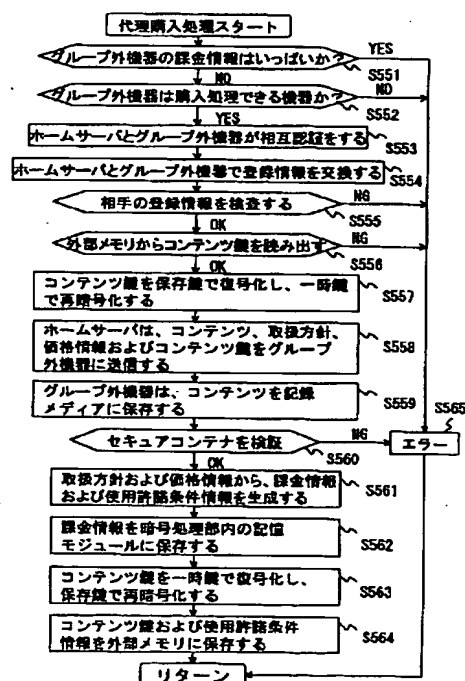 代理購入処理スタート
グループ外機器の課金情報はいっぱいか?
YES
S551
NO
グループ外機器は購入処理できる機器か?
NO
S552
YES
ホームサーバとグループ外機器が相互認証をする
S553
ホームサーバとグループ外機器で登録情報を交換する
S554
相手の登録情報を検査する
NG
S555
OK
外部メモリからコンテンツ鍵を読み出す
NG
S556
OK
コンテンツ鍵を保存鍵で復号化し、一時鍵
で再暗号化する
S557
ホームサーバは、コンテンツ、取扱方針、
価格情報およびコンテンツ鍵をグループ
外機器に送信する
S558
グループ外機器は、コンテンツを記録
メディアに保存する
S559
セキュアコンテナを検証
NG
S560
エラー
S565
OK
取扱方針および価格情報から、課金情報
および使用許諾条件情報を生成する
S561
課金情報を暗号処理部内の記憶
モジュールに保存する
S562
コンテンツ鍵を一時鍵で復号化し、
保存鍵で再暗号化する
S563
コンテンツ鍵および使用許諾条件
情報を外部メモリに保存する
S564
リターン